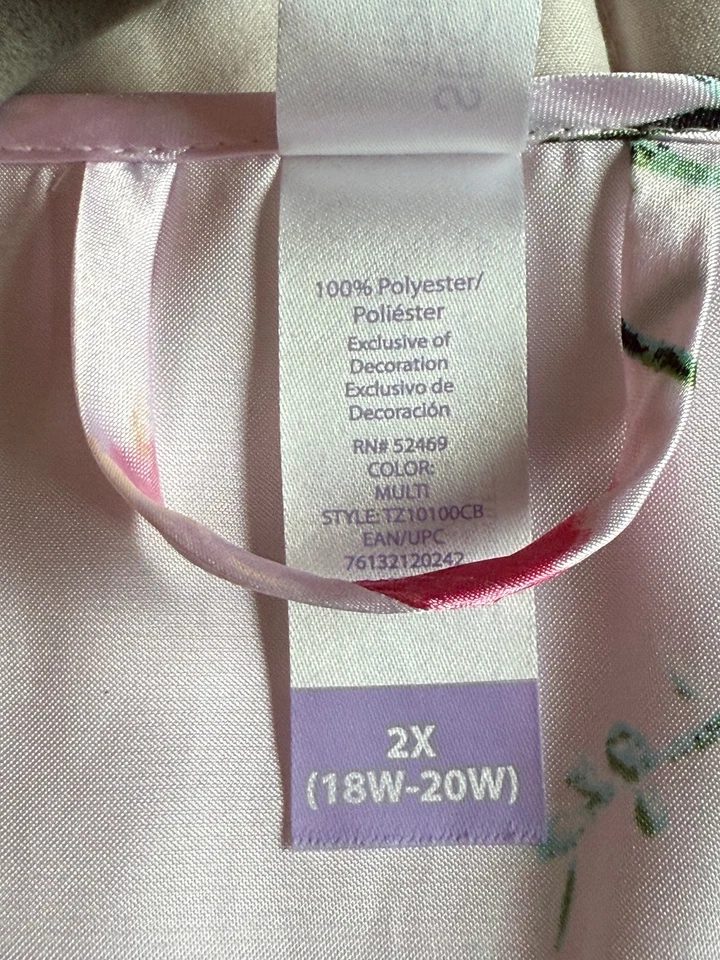 100% Polyester/
Poliéster
Exclusive of
Decoration
Exclusivo de
Decoración
RN# 52469
COLOR:
MULTI
STYLE: TZ10100CB
EAN/UPC
76132120242
2X
(18W-20W)